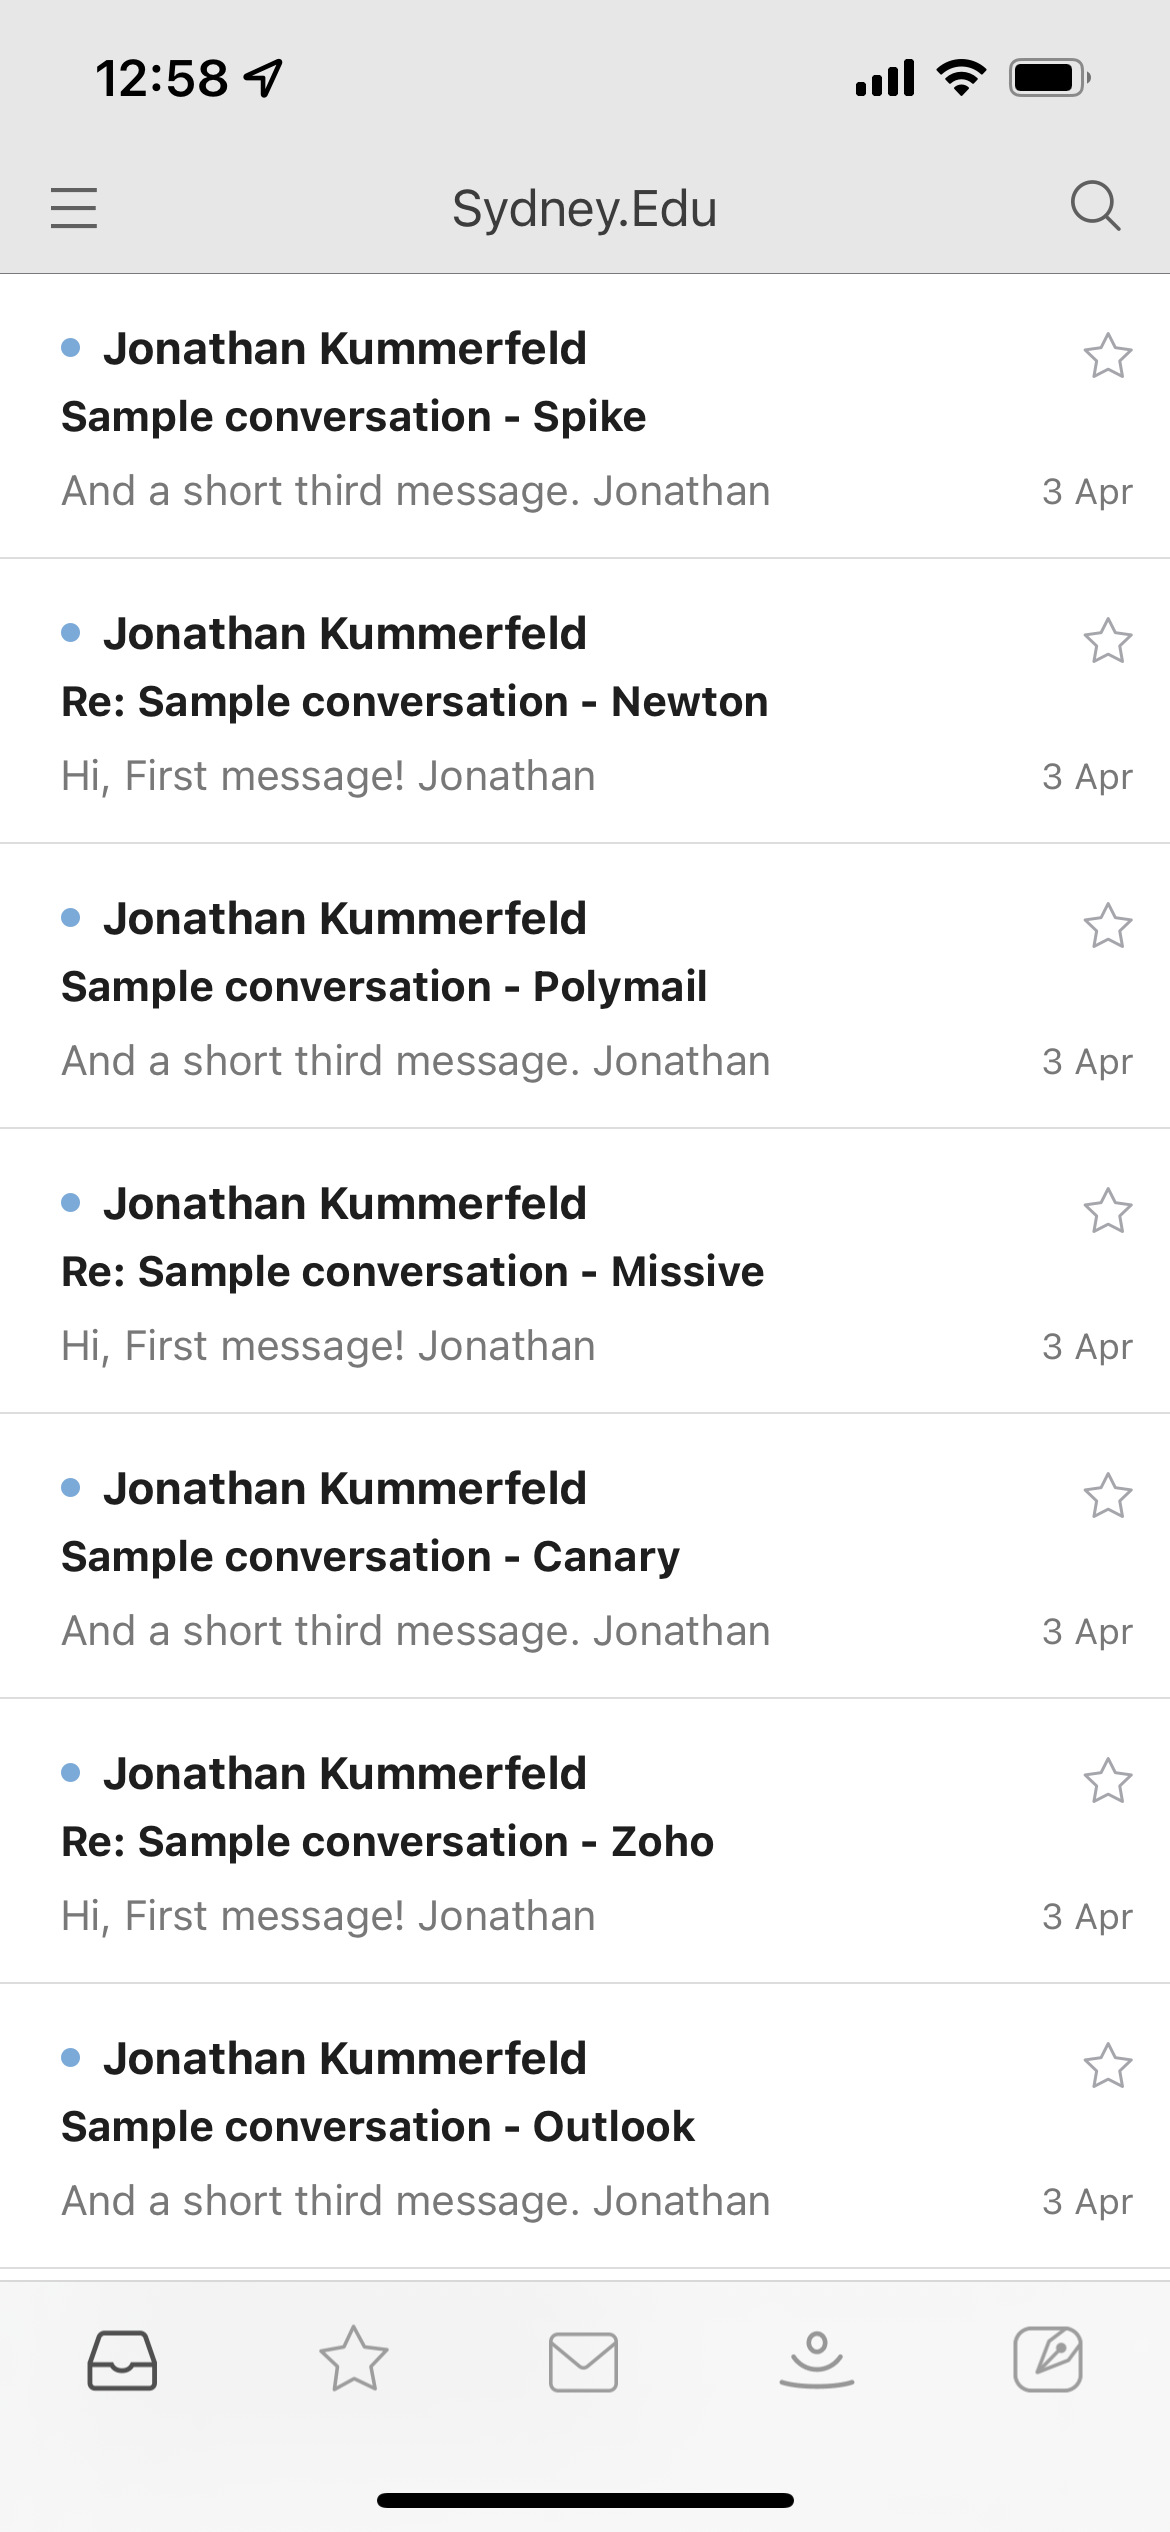 12:58
Sydney.Edu
Jonathan Kummerfeld
Sample conversation - Spike
And a short third message. Jonathan
3 Apr
Jonathan Kummerfeld
Re: Sample conversation - Newton
Hi, First message! Jonathan
3 Apr
Jonathan Kummerfeld
Sample conversation - Polymail
And a short third message. Jonathan
3 Apr
Jonathan Kummerfeld
Re: Sample conversation - Missive
Hi, First message! Jonathan
3 Apr
Jonathan Kummerfeld
Sample conversation - Canary
And a short third message. Jonathan
3 Apr
Jonathan Kummerfeld
Re: Sample conversation - Zoho
Hi, First message! Jonathan
3 Apr
Jonathan Kummerfeld
Sample conversation - Outlook
And a short third message. Jonathan
3 Apr